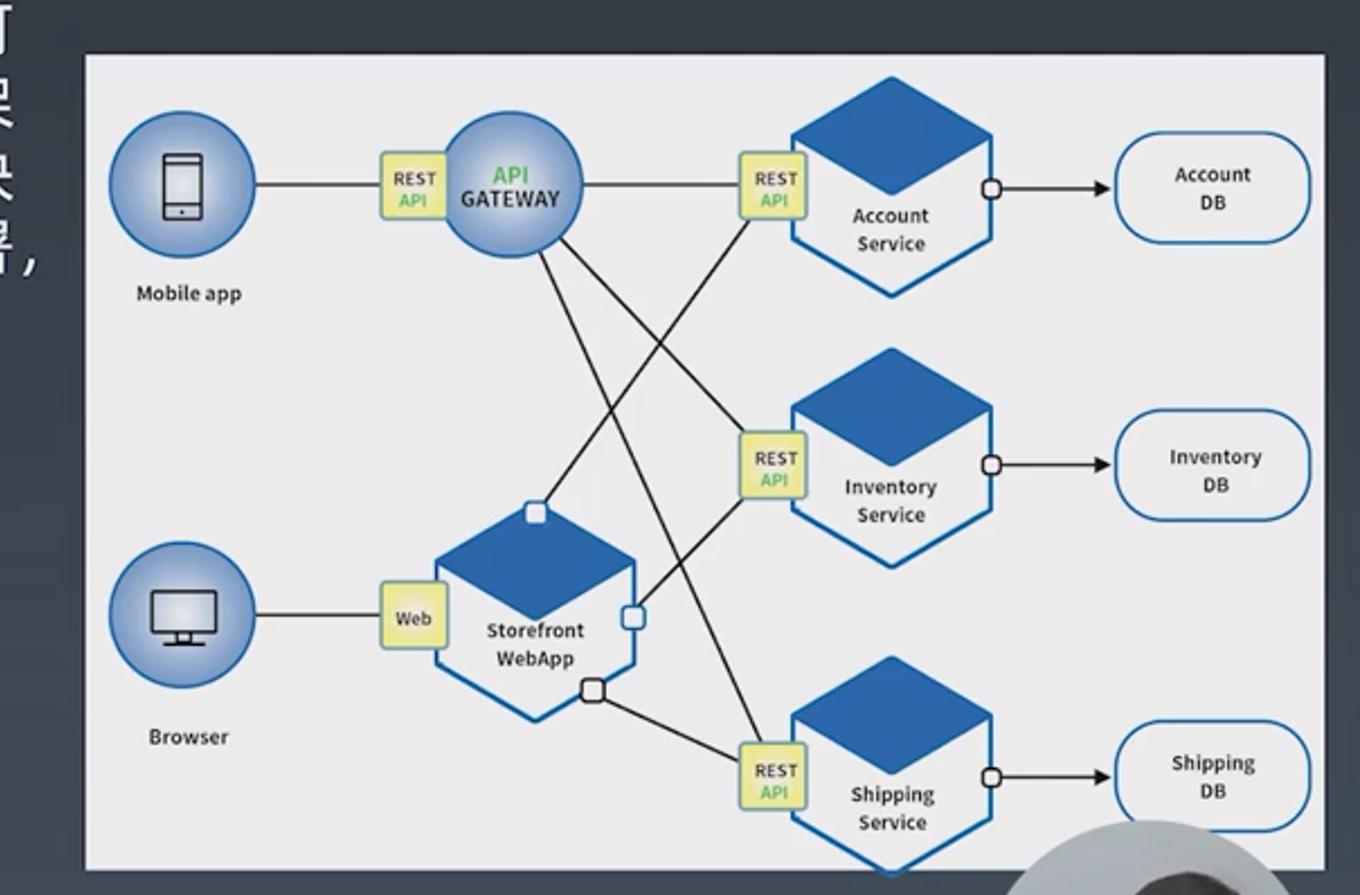 REST
API
API
GATEWAY
REST
API
Account
Service
Account
DB
Mobile app
REST
API
Inventory
Service
Inventory
DB
Web
Storefront
WebApp
Browser
REST
API
Shipping
Service
Shipping
DB